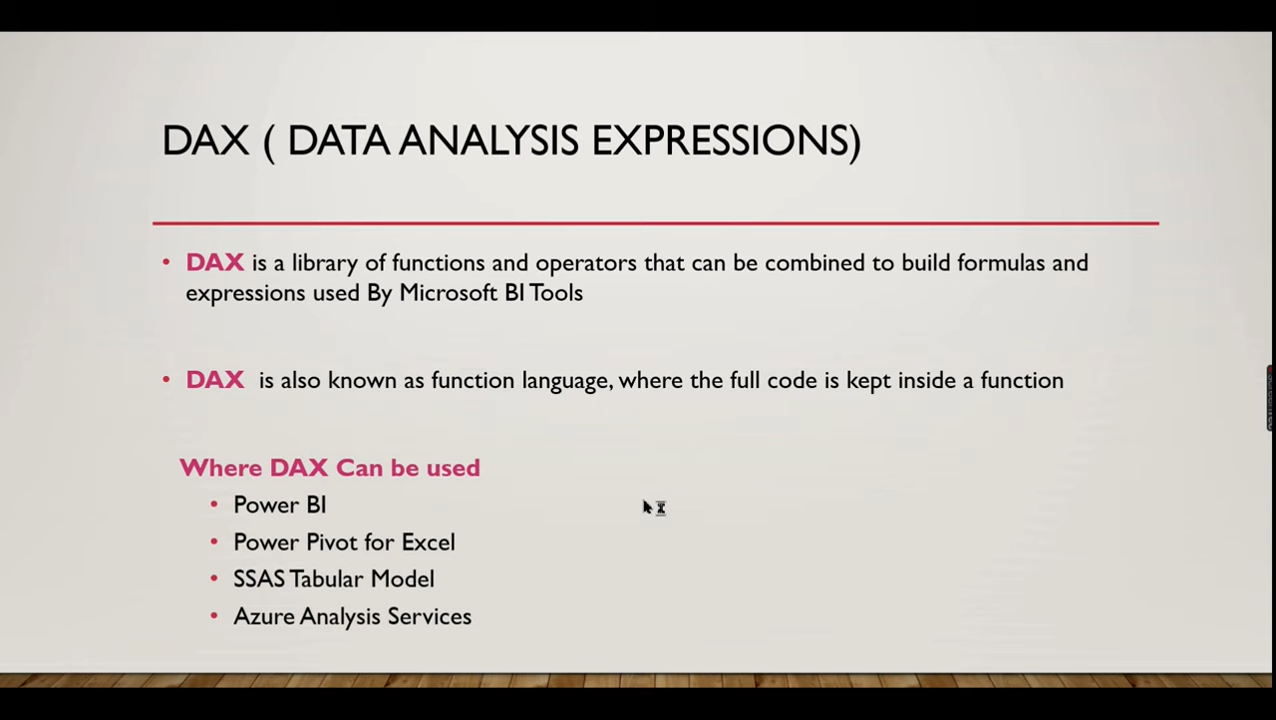 DAX ( DATA ANALYSIS EXPRESSIONS)
• DAX is a library of functions and operators that can be combined to build formulas and
expressions used By Microsoft BI Tools
• DAX is also known as function language, where the full code is kept inside a function
Where DAX Can be used
• Power BI
• Power Pivot for Excel
• SSAS Tabular Model
• Azure Analysis Services